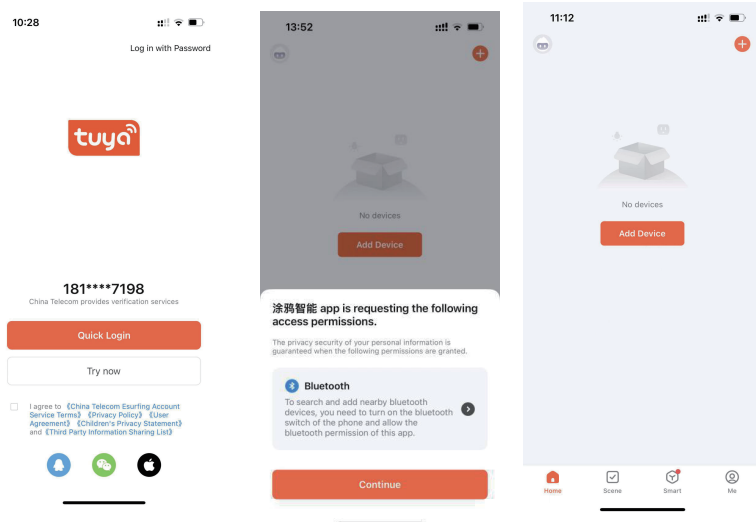 10:28
Log in with Password
tuya
181****7198
China Telecom provides verification services
Quick Login
Try now
I agree to 《China Telecom Esurfing Account
Service Terms》 《Privacy Policy》 《User
Agreement》 《Children's Privacy Statement》
and 《Third Party Information Sharing List》
13:52
No devices
Add Device
涂鸦智能 app is requesting the following
access permissions.
The privacy security of your personal information is
guaranteed when the following permissions are granted.
Bluetooth
To search and add nearby bluetooth
devices, you need to turn on the bluetooth
switch of the phone and allow the
bluetooth permission of this app.
Continue
11:12
No devices
Add Device
Home
Scene
Smart
Me